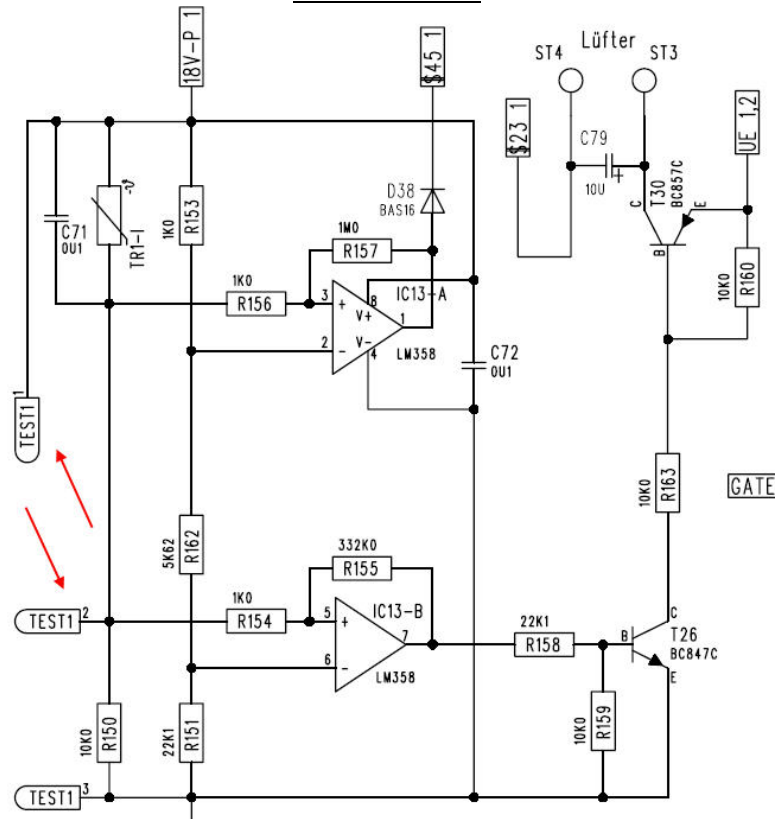 18V-P 1
$45 1
ST4
Lüfter
ST3
$23 1
UE 1,2
C79
10U
+
T30
BC857C
C
E
B
10K0
R160
C71
0U1
-ϑ
TR1-I
1K0
R153
D38
BAS16
1M0
R157
1K0
R156
3
+
8
V+
IC13-A
1
2
-
V-
4
LM358
C72
0U1
1
TEST1
10K0
R163
GATE
5K62
R162
332K0
R155
TEST1
2
1K0
R154
5
+
IC13-B
7
6
-
LM358
22K1
R158
B
C
T26
BC847C
E
10K0
R150
22K1
R151
10K0
R159
TEST1
3